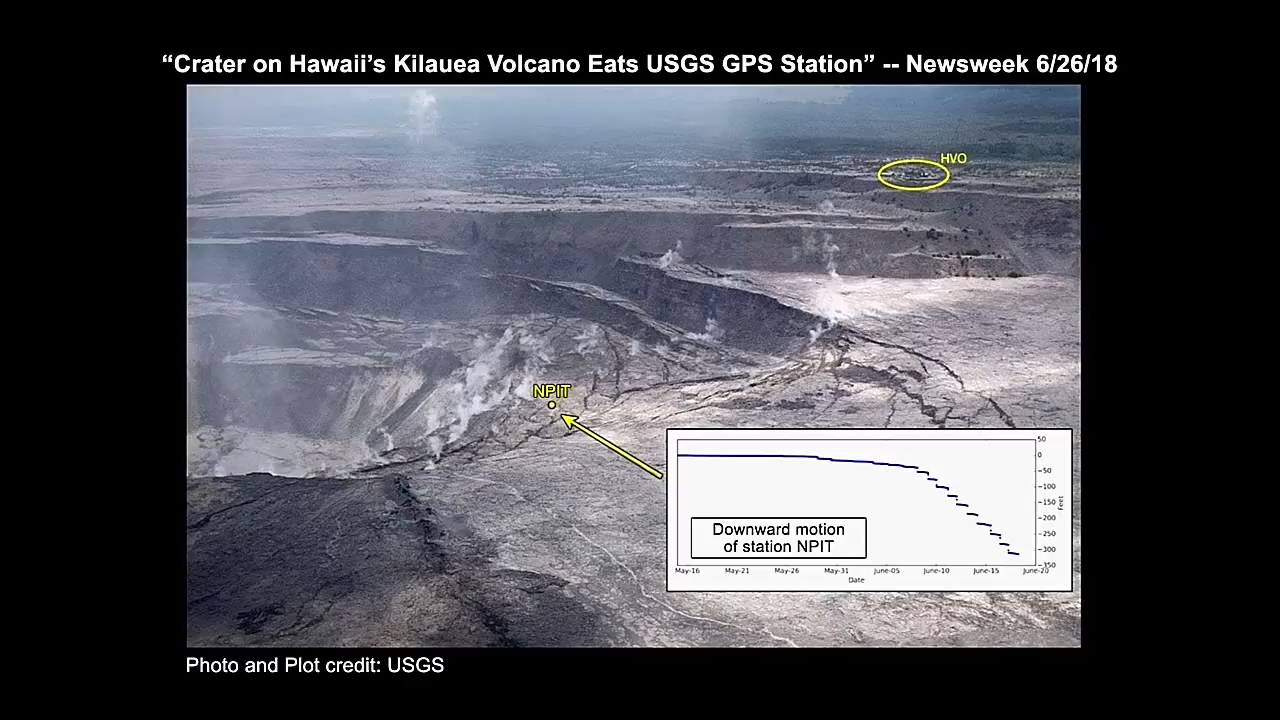 “Crater on Hawaii’s Kilauea Volcano Eats USGS GPS Station” -- Newsweek 6/26/18
HVO
NPIT
50
0
−50
−100
−150
−200
−250
−300
−350
Feet
Downward motion
of station NPIT
May-16 May-21 May-26 May-31 June-05 June-10 June-15 June-20
Date
Photo and Plot credit: USGS